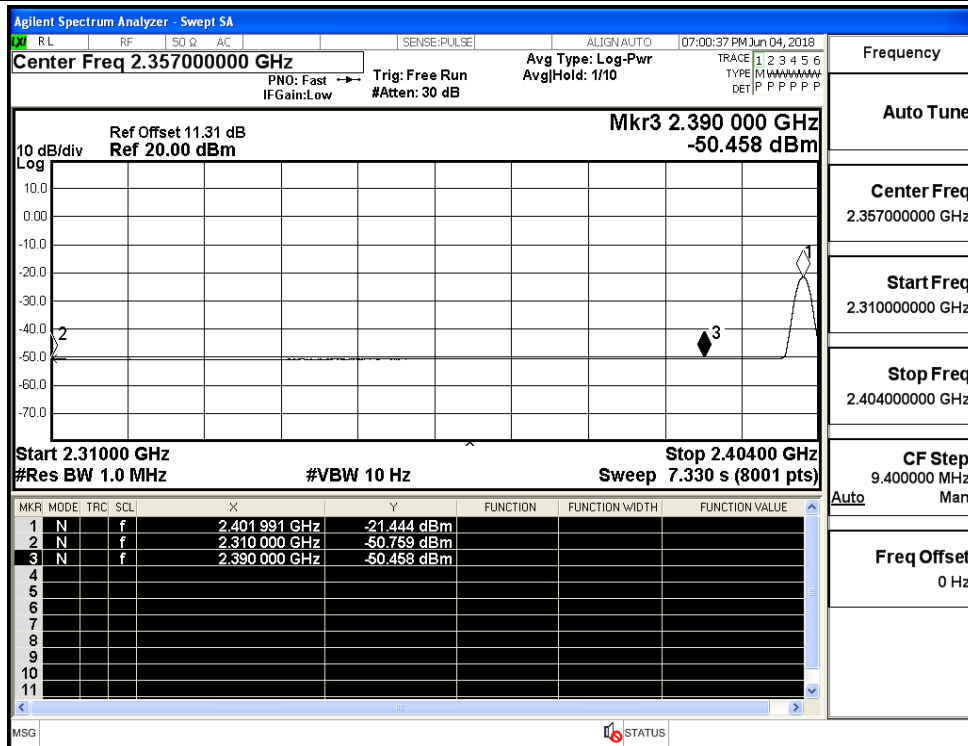 Agilent Spectrum Analyzer - Swept SA
LXI RL RF 50 Ω AC SENSE:PULSE ALIGN AUTO 07:00:37 PM Jun 04, 2018
Center Freq 2.357000000 GHz
PNO: Fast
IFGain:Low
Trig: Free Run
#Atten: 30 dB
Avg Type: Log-Pwr
Avg|Hold: 1/10
TRACE 1 2 3 4 5 6
TYPE M WWWWW
DET P P P P P P
Mkr3 2.390 000 GHz
-50.458 dBm
Ref Offset 11.31 dB
Ref 20.00 dBm
10 dB/div
Log
10.0
0.00
-10.0
-20.0
-30.0
-40.0
-50.0
-60.0
-70.0
1
2
3
Start 2.31000 GHz Stop 2.40400 GHz
#Res BW 1.0 MHz #VBW 10 Hz Sweep 7.330 s (8001 pts)
MKR MODE TRC SCL X Y FUNCTION FUNCTION WIDTH FUNCTION VALUE
1 N f 2.401 991 GHz -21.444 dBm
2 N f 2.310 000 GHz -50.759 dBm
3 N f 2.390 000 GHz -50.458 dBm
4
5
6
7
8
9
10
11
MSG STATUS
Frequency
Auto Tune
Center Freq
2.357000000 GHz
Start Freq
2.310000000 GHz
Stop Freq
2.404000000 GHz
CF Step
9.400000 MHz
Auto Man
Freq Offset
0 Hz